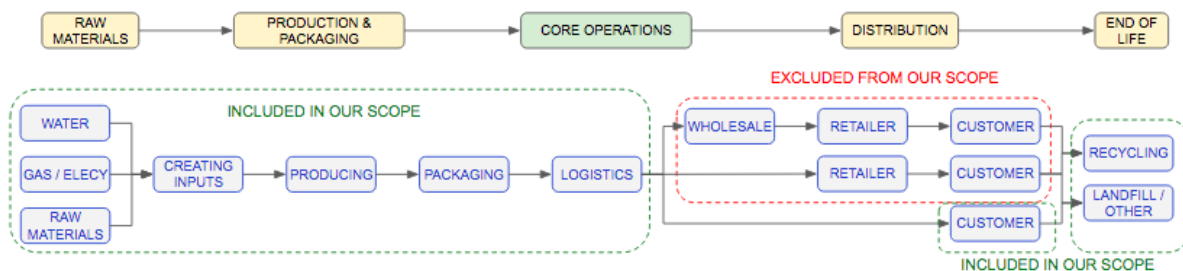 RAW
MATERIALS
PRODUCTION &
PACKAGING
CORE OPERATIONS
DISTRIBUTION
END OF
LIFE
EXCLUDED FROM OUR SCOPE
INCLUDED IN OUR SCOPE
WATER
GAS / ELECY
RAW
MATERIALS
CREATING
INPUTS
PRODUCING
PACKAGING
LOGISTICS
WHOLESALE
RETAILER
CUSTOMER
RETAILER
CUSTOMER
CUSTOMER
RECYCLING
LANDFILL /
OTHER
INCLUDED IN OUR SCOPE